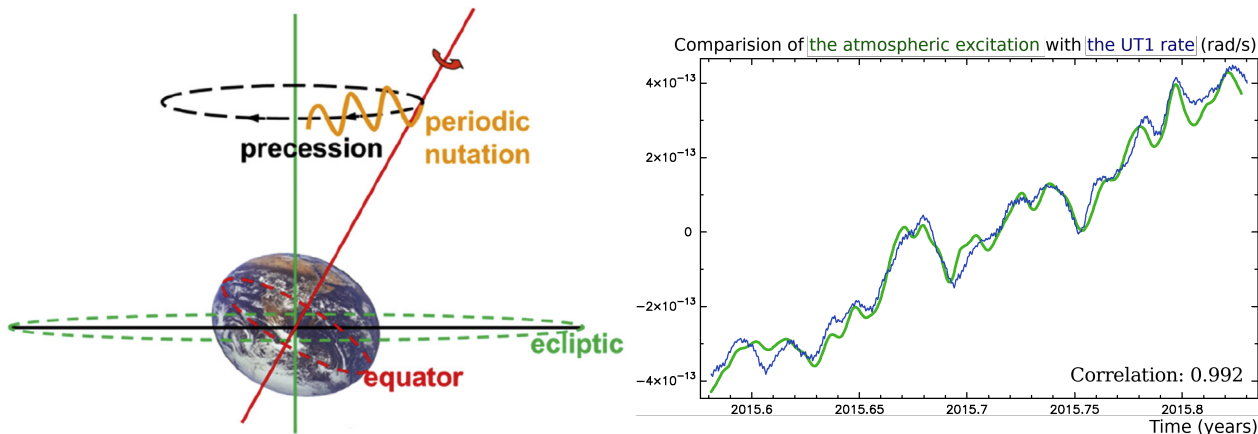 periodic
nutation
precession
ecliptic
equator
Comparision of the atmospheric excitation with the UT1 rate (rad/s)
4×10⁻¹³
2×10⁻¹³
0
−2×10⁻¹³
−4×10⁻¹³
Correlation: 0.992
2015.6 2015.65 2015.7 2015.75 2015.8
Time (years)